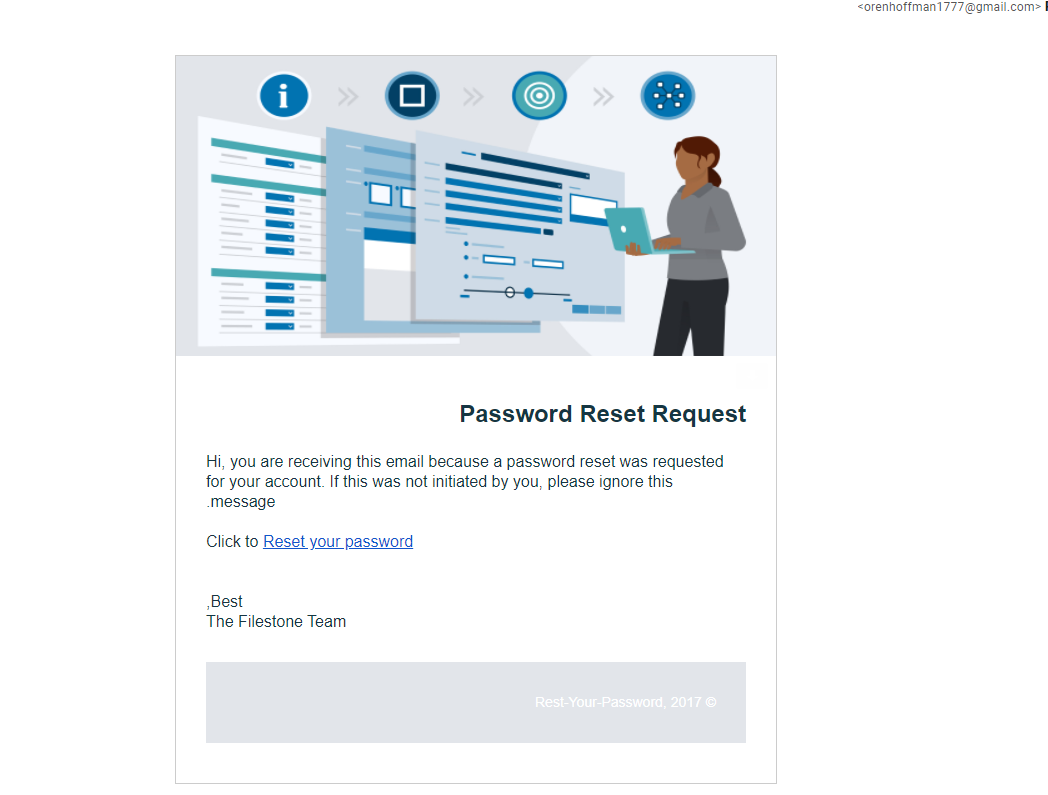 <orenhoffman1777@gmail.com>
Password Reset Request
Hi, you are receiving this email because a password reset was requested
for your account. If this was not initiated by you, please ignore this
.message
Click to Reset your password
,Best
The Filestone Team
Rest-Your-Password, 2017 ©